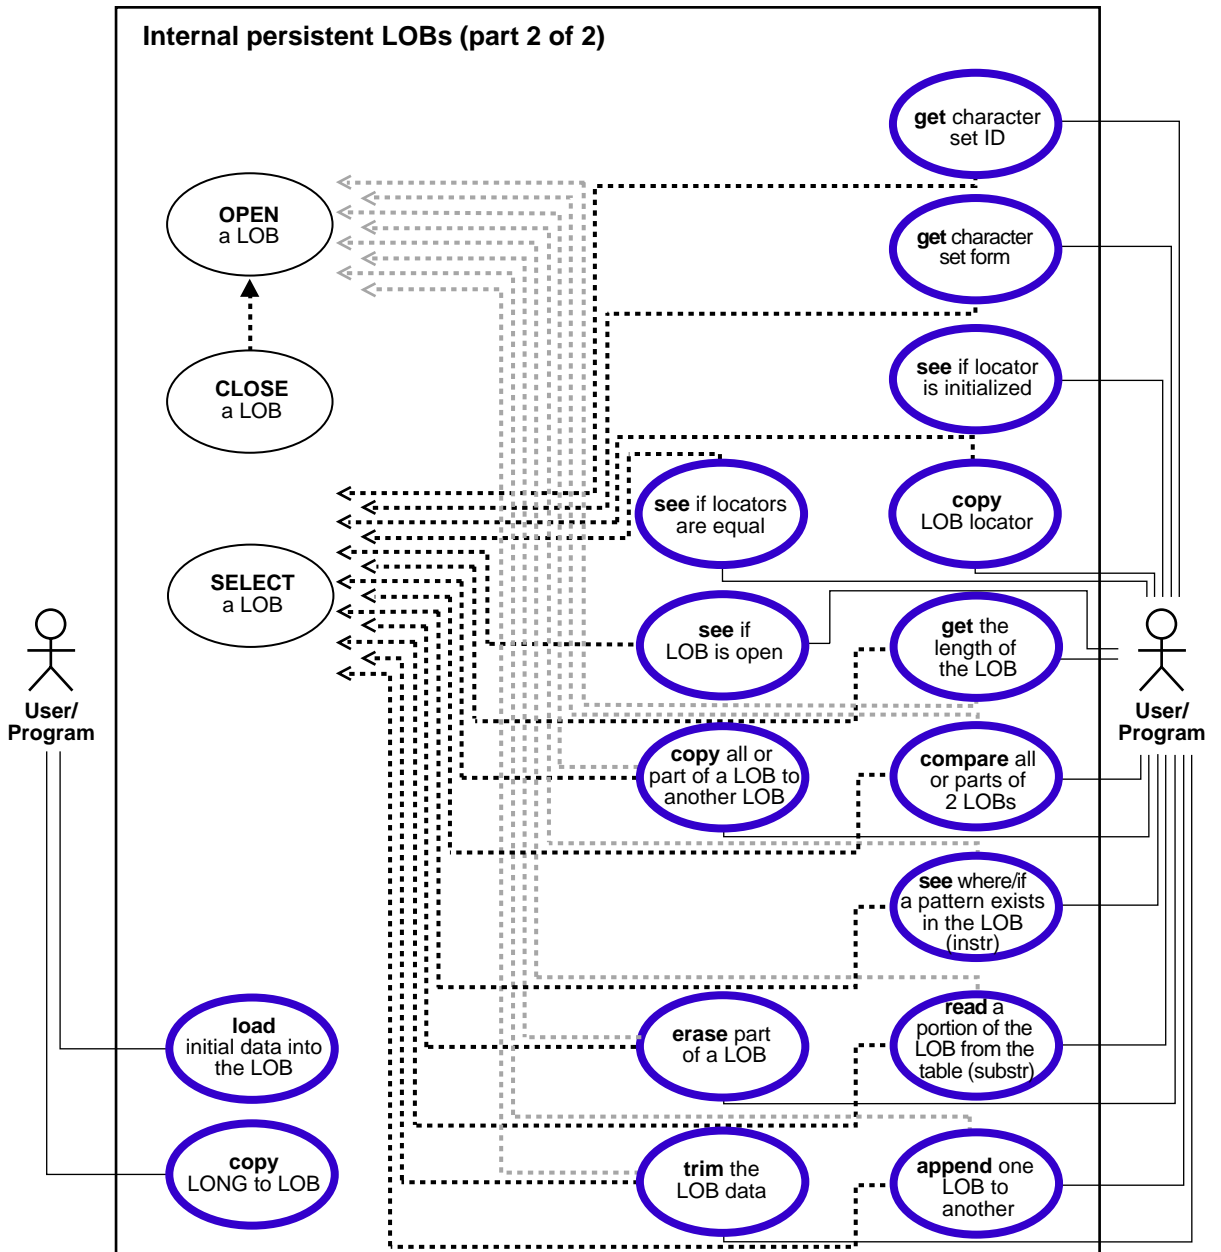 Internal persistent LOBs (part 2 of 2)
get character
set ID
OPEN
a LOB
get character
set form
CLOSE
a LOB
see if locator
is initialized
see if locators
are equal
copy
LOB locator
SELECT
a LOB
see if
LOB is open
get the
length of
the LOB
User/
Program
User/
Program
copy all or
part of a LOB to
another LOB
compare all
or parts of
2 LOBs
see where/if
a pattern exists
in the LOB
(instr)
load
initial data into
the LOB
erase part
of a LOB
read a
portion of the
LOB from the
table (substr)
copy
LONG to LOB
trim the
LOB data
append one
LOB to
another